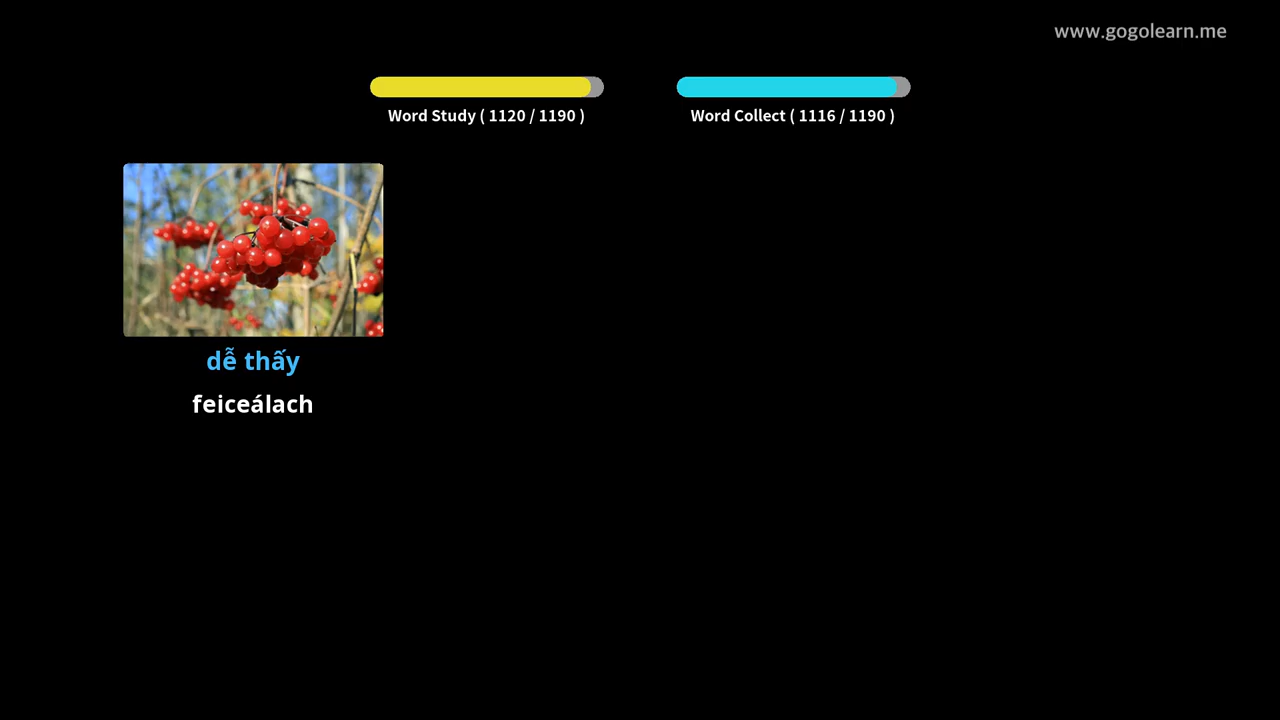 www.gogolearn.me
Word Study ( 1120 / 1190 )
Word Collect ( 1116 / 1190 )
dễ thấy
feiceálach